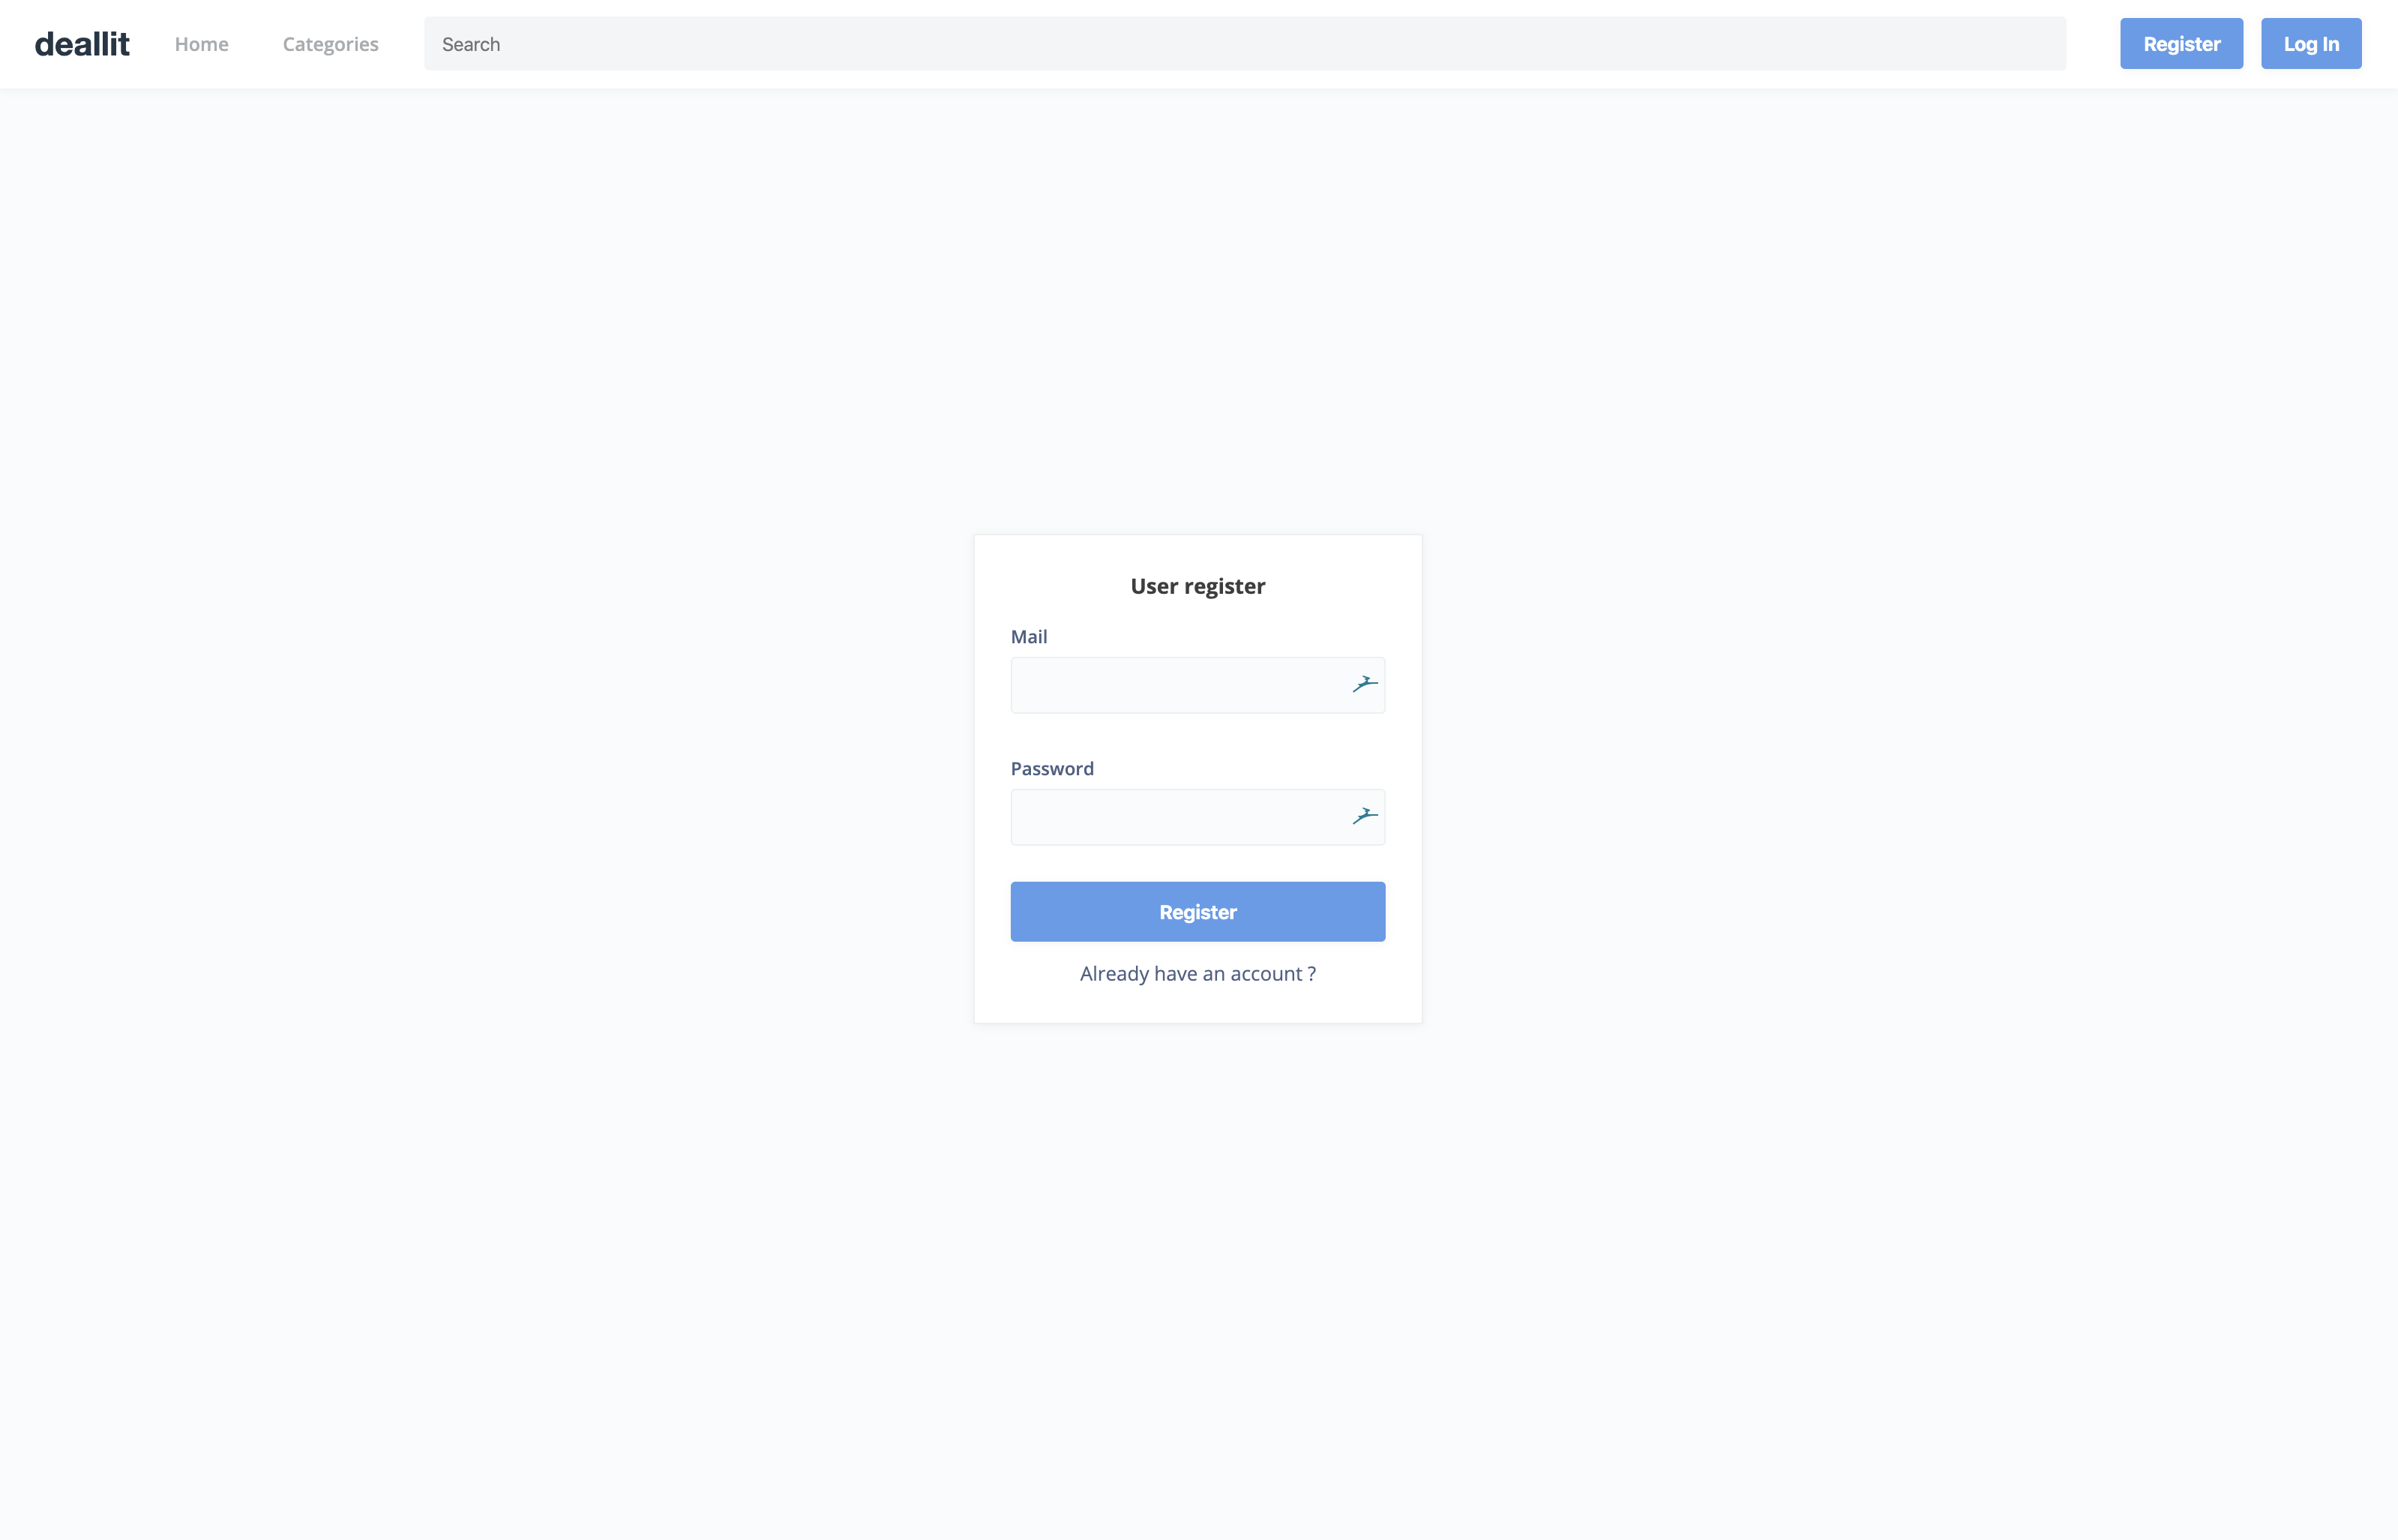 deallit Home Categories Search Register Log In
User register
Mail
Password
Register
Already have an account ?